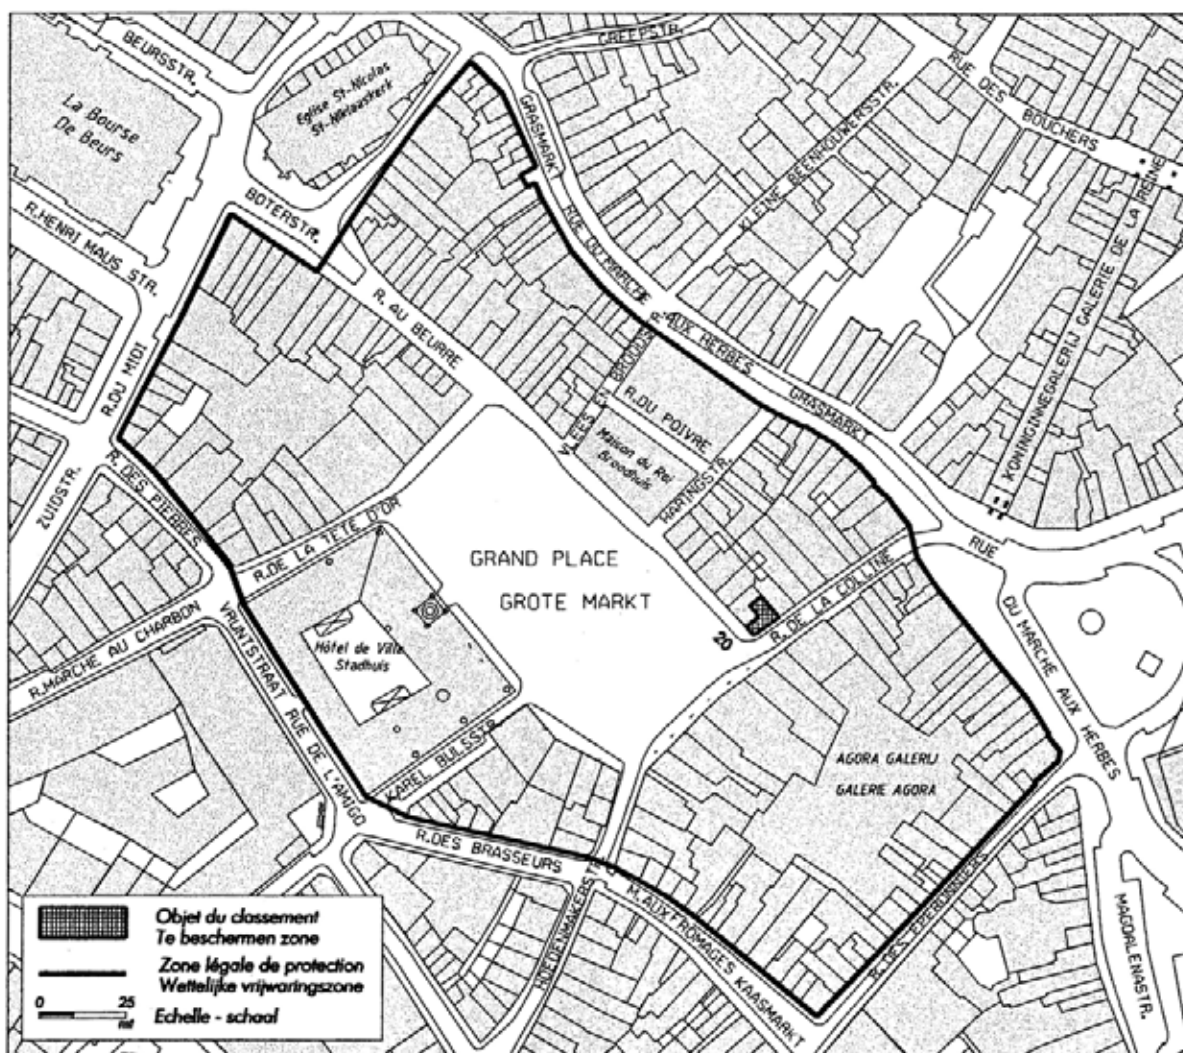 BEURSSTR.
La Bourse
De Beurs
Eglise St-Nicolas
St-Niklaaskerk
GREEPSTR.
GRASMARKT
KLEINE BEENHOUWERSSTR.
RUE DES BOUCHERS
KONINGINNEGALERIJ GALERIE DE LA REINE
R. HENRI MAUS STR.
BOTERSTR.
R. DU MIDI
ZUIDSTR.
R. AU BEURRE
RUE DU MARCHE AUX HERBES
GRASMARKT
VLEES EN BROODSTR.
R. DU POIVRE
Maison du Roi
Broodhuis
HARINGSTR.
R. DES PIERRES
R. DE LA TETE D'OR
GRAND PLACE
GROTE MARKT
20
R. DE LA COLLINE
RUE DU MARCHE AUX HERBES
R. MARCHE AU CHARBON
VRUNTSTRAAT RUE DE L'AMIGO
Hôtel de Ville
Stadhuis
KAREL BULSSTR.
AGORA GALERIJ
GALERIE AGORA
R. DES BRASSEURS
HOEDENMAKERSTR.
M. AUX FROMAGES KAASMARKT
R. DES EPERONNIERS
MAGDALENASTR.
Objet du classement
Te beschermen zone
Zone légale de protection
Wettelijke vrijwaringszone
0 25
Echelle - schaal